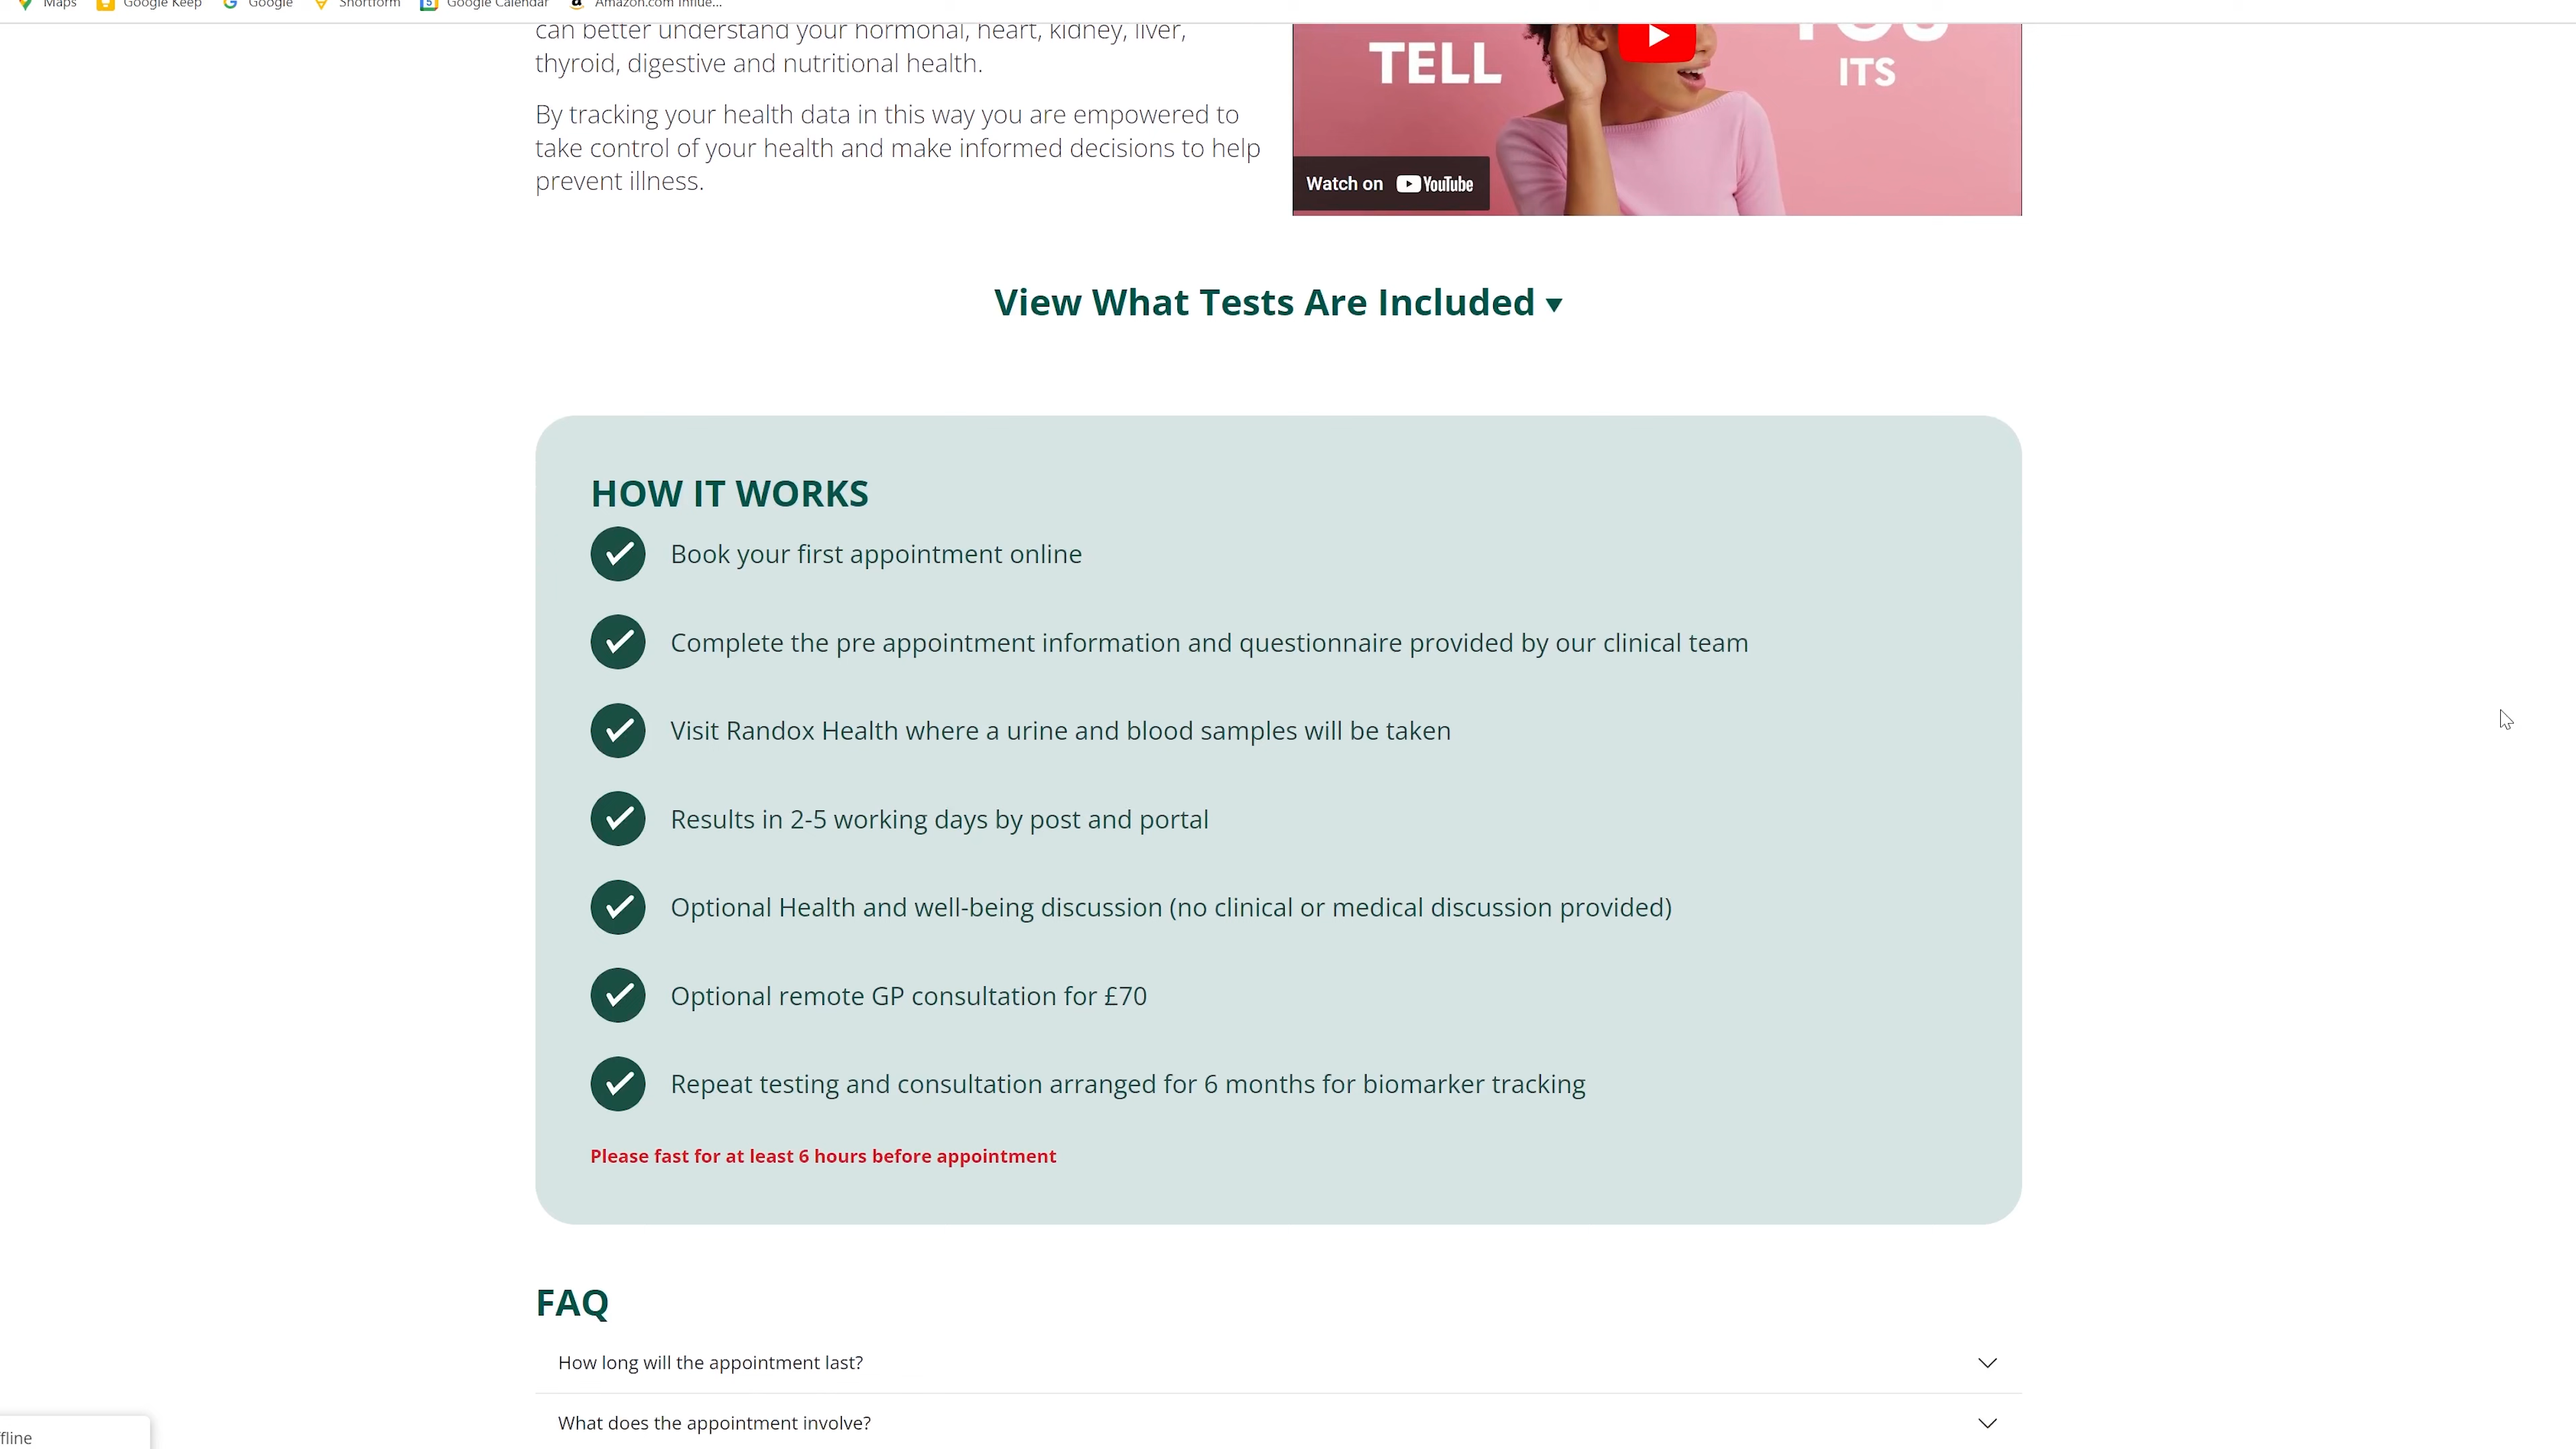 Maps Google Keep Google Shortform Google Calendar Amazon.com Influe...
can better understand your hormonal, heart, kidney, liver,
thyroid, digestive and nutritional health.
By tracking your health data in this way you are empowered to
take control of your health and make informed decisions to help
prevent illness.
TELL
YOU
ITS
Watch on YouTube
View What Tests Are Included
HOW IT WORKS
Book your first appointment online
Complete the pre appointment information and questionnaire provided by our clinical team
Visit Randox Health where a urine and blood samples will be taken
Results in 2-5 working days by post and portal
Optional Health and well-being discussion (no clinical or medical discussion provided)
Optional remote GP consultation for £70
Repeat testing and consultation arranged for 6 months for biomarker tracking
Please fast for at least 6 hours before appointment
FAQ
How long will the appointment last?
What does the appointment involve?
fline